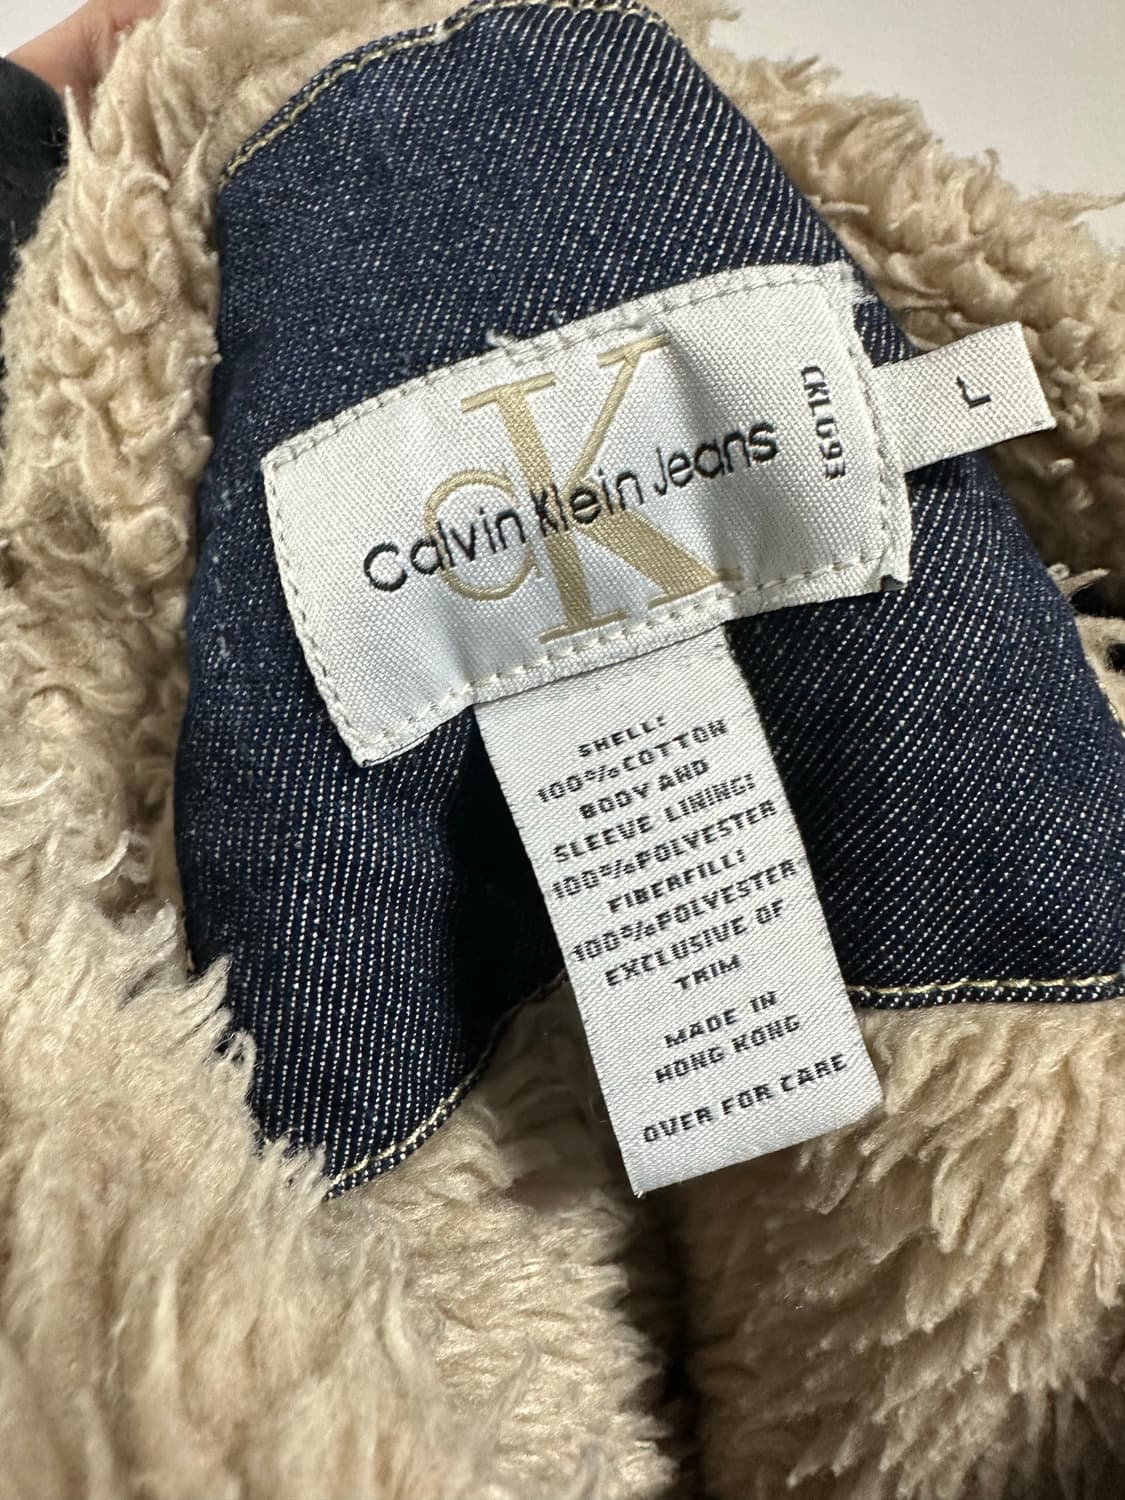 CK
Calvin Klein Jeans
CKLG93
L
SHELL:
100%COTTON
BODY AND
SLEEVE LINING:
100%POLYESTER
FIBERFILL:
100%POLYESTER
EXCLUSIVE OF
TRIM
MADE IN
HONG KONG
OVER FOR CARE